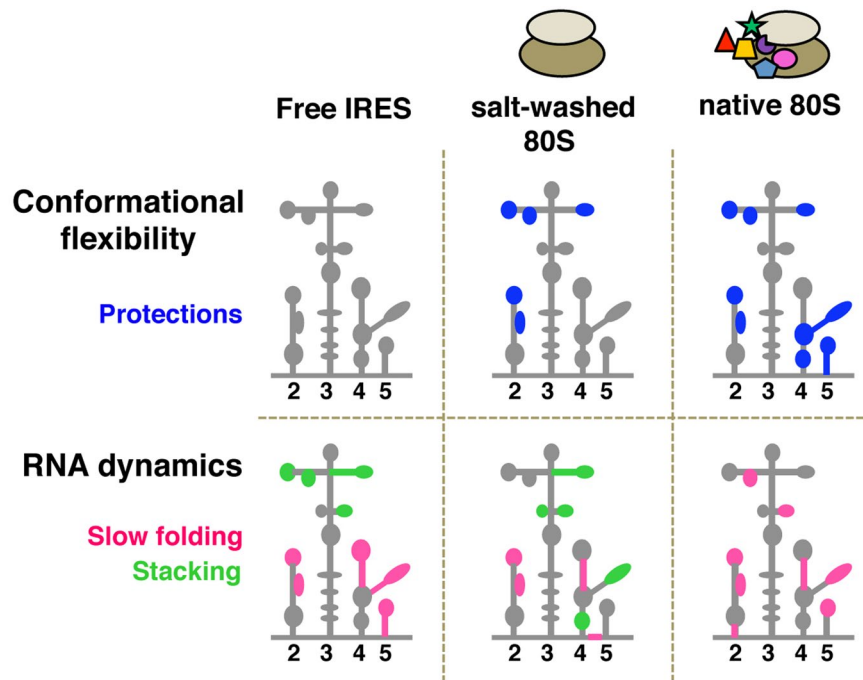 Free IRES
salt-washed
80S
native 80S
Conformational
flexibility
Protections
2 3 4 5
2 3 4 5
2 3 4 5
RNA dynamics
Slow folding
Stacking
2 3 4 5
2 3 4 5
2 3 4 5